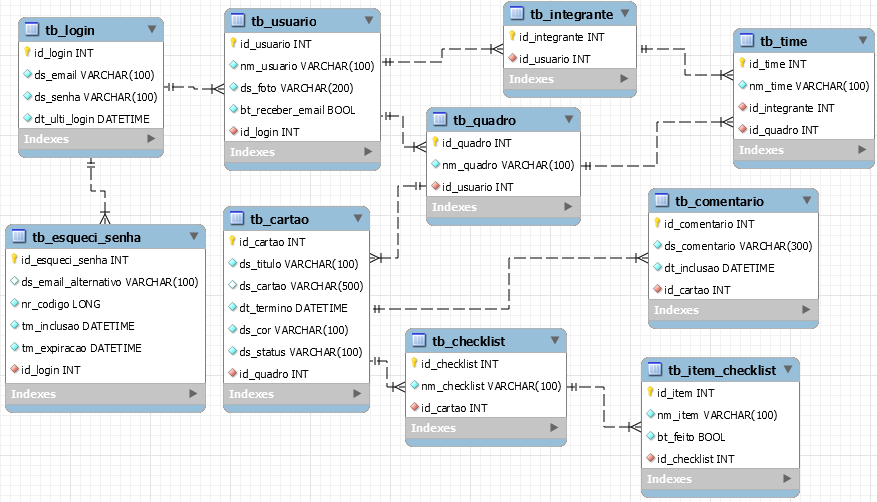 tb_login
id_login INT
ds_email VARCHAR(100)
ds_senha VARCHAR(100)
dt_ulti_login DATETIME
Indexes
tb_usuario
id_usuario INT
nm_usuario VARCHAR(100)
ds_foto VARCHAR(200)
bt_receber_email BOOL
id_login INT
Indexes
tb_integrante
id_integrante INT
id_usuario INT
Indexes
tb_time
id_time INT
nm_time VARCHAR(100)
id_integrante INT
id_quadro INT
Indexes
tb_quadro
id_quadro INT
nm_quadro VARCHAR(100)
id_usuario INT
Indexes
tb_esqueci_senha
id_esqueci_senha INT
ds_email_alternativo VARCHAR(100)
nr_codigo LONG
tm_inclusao DATETIME
tm_expiracao DATETIME
id_login INT
Indexes
tb_cartao
id_cartao INT
ds_titulo VARCHAR(100)
ds_cartao VARCHAR(500)
dt_termino DATETIME
ds_cor VARCHAR(100)
ds_status VARCHAR(100)
id_quadro INT
Indexes
tb_comentario
id_comentario INT
ds_comentario VARCHAR(300)
dt_inclusao DATETIME
id_cartao INT
Indexes
tb_checklist
id_checklist INT
nm_checklist VARCHAR(100)
id_cartao INT
Indexes
tb_item_checklist
id_item INT
nm_item VARCHAR(100)
bt_feito BOOL
id_checklist INT
Indexes